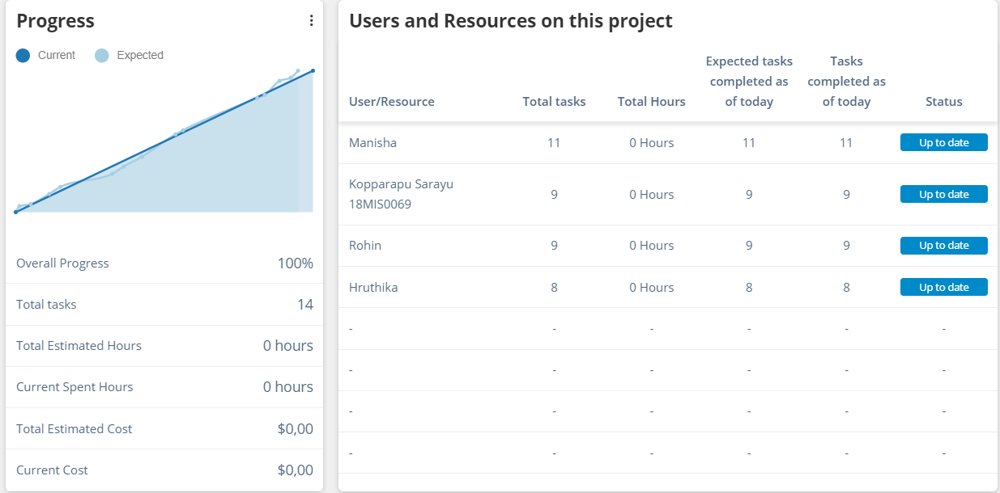 Progress
Current Expected
Overall Progress 100%
Total tasks 14
Total Estimated Hours 0 hours
Current Spent Hours 0 hours
Total Estimated Cost $0,00
Current Cost $0,00
Users and Resources on this project
Expected tasks Tasks
completed as completed as
User/Resource Total tasks Total Hours of today of today Status
Manisha 11 0 Hours 11 11 Up to date
Kopparapu Sarayu
18MIS0069 9 0 Hours 9 9 Up to date
Rohin 9 0 Hours 9 9 Up to date
Hruthika 8 0 Hours 8 8 Up to date
- - - - - -
- - - - - -
- - - - - -
- - - - - -